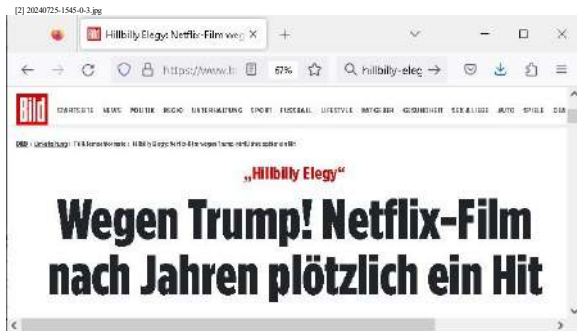 [2] 20240725-1545-0-3.jpg
Hillbilly Elegy: Netflix-Film weg
https://www.b
67%
hillbilly-eleg
Bild
STARTSEITE NEWS POLITIK REGIO UNTERHALTUNG SPORT FUSSBALL LIFESTYLE RATGEBER GESUNDHEIT SEX & LIEBE AUTO SPIELE
„Hillbilly Elegy“
Wegen Trump! Netflix-Film
nach Jahren plötzlich ein Hit